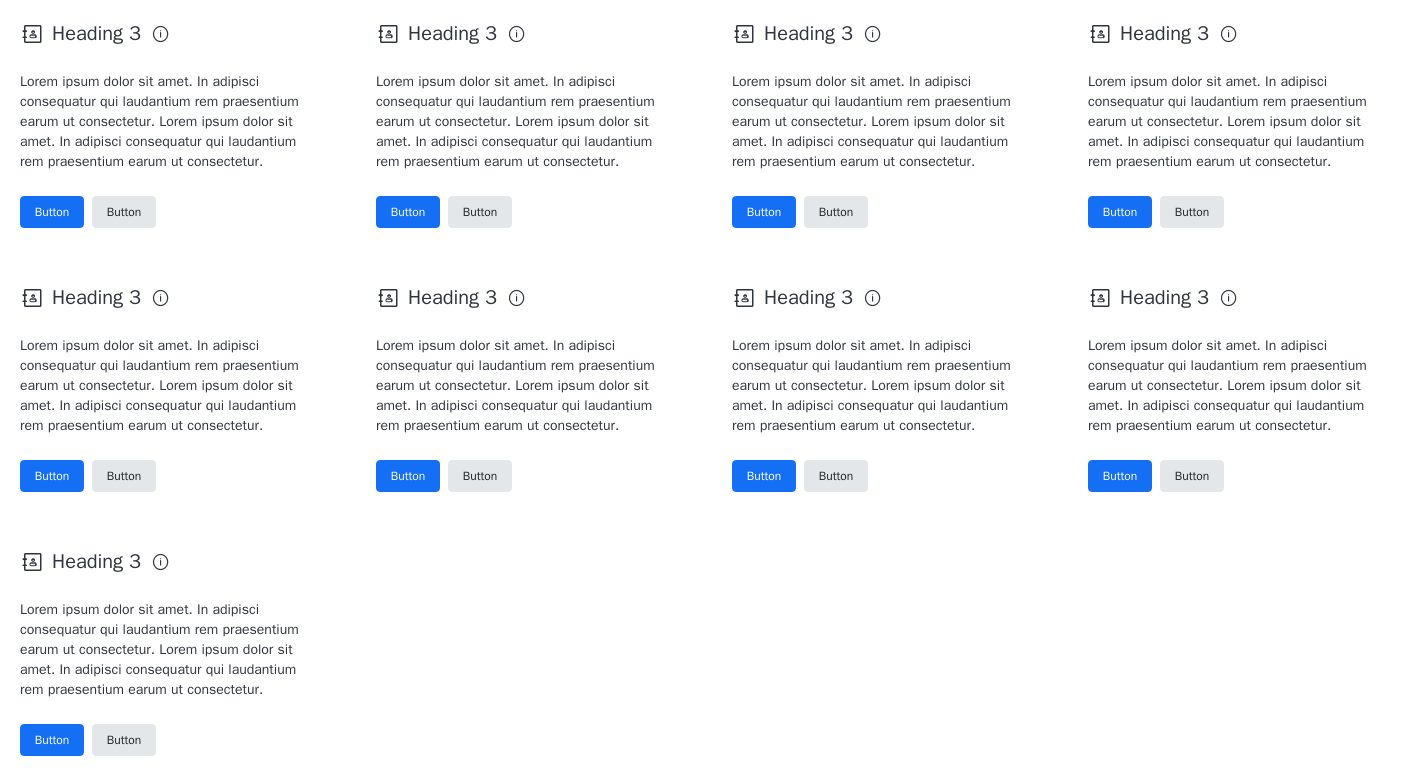 Heading 3
Lorem ipsum dolor sit amet. In adipisci
consequatur qui laudantium rem praesentium
earum ut consectetur. Lorem ipsum dolor sit
amet. In adipisci consequatur qui laudantium
rem praesentium earum ut consectetur.
Button Button
Heading 3
Lorem ipsum dolor sit amet. In adipisci
consequatur qui laudantium rem praesentium
earum ut consectetur. Lorem ipsum dolor sit
amet. In adipisci consequatur qui laudantium
rem praesentium earum ut consectetur.
Button Button
Heading 3
Lorem ipsum dolor sit amet. In adipisci
consequatur qui laudantium rem praesentium
earum ut consectetur. Lorem ipsum dolor sit
amet. In adipisci consequatur qui laudantium
rem praesentium earum ut consectetur.
Button Button
Heading 3
Lorem ipsum dolor sit amet. In adipisci
consequatur qui laudantium rem praesentium
earum ut consectetur. Lorem ipsum dolor sit
amet. In adipisci consequatur qui laudantium
rem praesentium earum ut consectetur.
Button Button
Heading 3
Lorem ipsum dolor sit amet. In adipisci
consequatur qui laudantium rem praesentium
earum ut consectetur. Lorem ipsum dolor sit
amet. In adipisci consequatur qui laudantium
rem praesentium earum ut consectetur.
Button Button
Heading 3
Lorem ipsum dolor sit amet. In adipisci
consequatur qui laudantium rem praesentium
earum ut consectetur. Lorem ipsum dolor sit
amet. In adipisci consequatur qui laudantium
rem praesentium earum ut consectetur.
Button Button
Heading 3
Lorem ipsum dolor sit amet. In adipisci
consequatur qui laudantium rem praesentium
earum ut consectetur. Lorem ipsum dolor sit
amet. In adipisci consequatur qui laudantium
rem praesentium earum ut consectetur.
Button Button
Heading 3
Lorem ipsum dolor sit amet. In adipisci
consequatur qui laudantium rem praesentium
earum ut consectetur. Lorem ipsum dolor sit
amet. In adipisci consequatur qui laudantium
rem praesentium earum ut consectetur.
Button Button
Heading 3
Lorem ipsum dolor sit amet. In adipisci
consequatur qui laudantium rem praesentium
earum ut consectetur. Lorem ipsum dolor sit
amet. In adipisci consequatur qui laudantium
rem praesentium earum ut consectetur.
Button Button